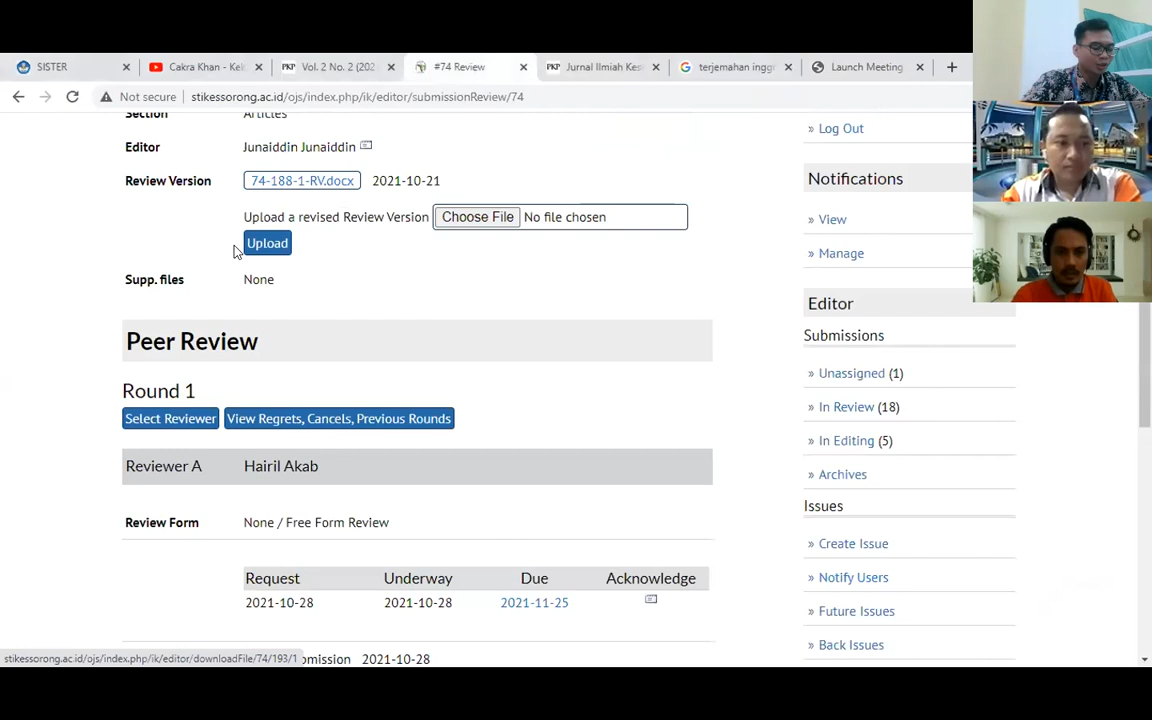 SISTER
Cakra Khan - Kek
PKP Vol. 2 No. 2 (202
#74 Review
PKP Jurnal Ilmiah Kes
terjemahan inggr
Launch Meeting
Not secure stikessorong.ac.id/ojs/index.php/ik/editor/submissionReview/74
Section Articles
Editor Junaiddin Junaiddin
Review Version 74-188-1-RV.docx 2021-10-21
Upload a revised Review Version Choose File No file chosen
Upload
Supp. files None
Peer Review
Round 1
Select Reviewer View Regrets, Cancels, Previous Rounds
Reviewer A Hairil Akab
Review Form None / Free Form Review
Request Underway Due Acknowledge
2021-10-28 2021-10-28 2021-11-25
mission 2021-10-28
stikessorong.ac.id/ojs/index.php/ik/editor/downloadFile/74/193/1
» Log Out
Notifications
» View
» Manage
Editor
Submissions
» Unassigned (1)
» In Review (18)
» In Editing (5)
» Archives
Issues
» Create Issue
» Notify Users
» Future Issues
» Back Issues